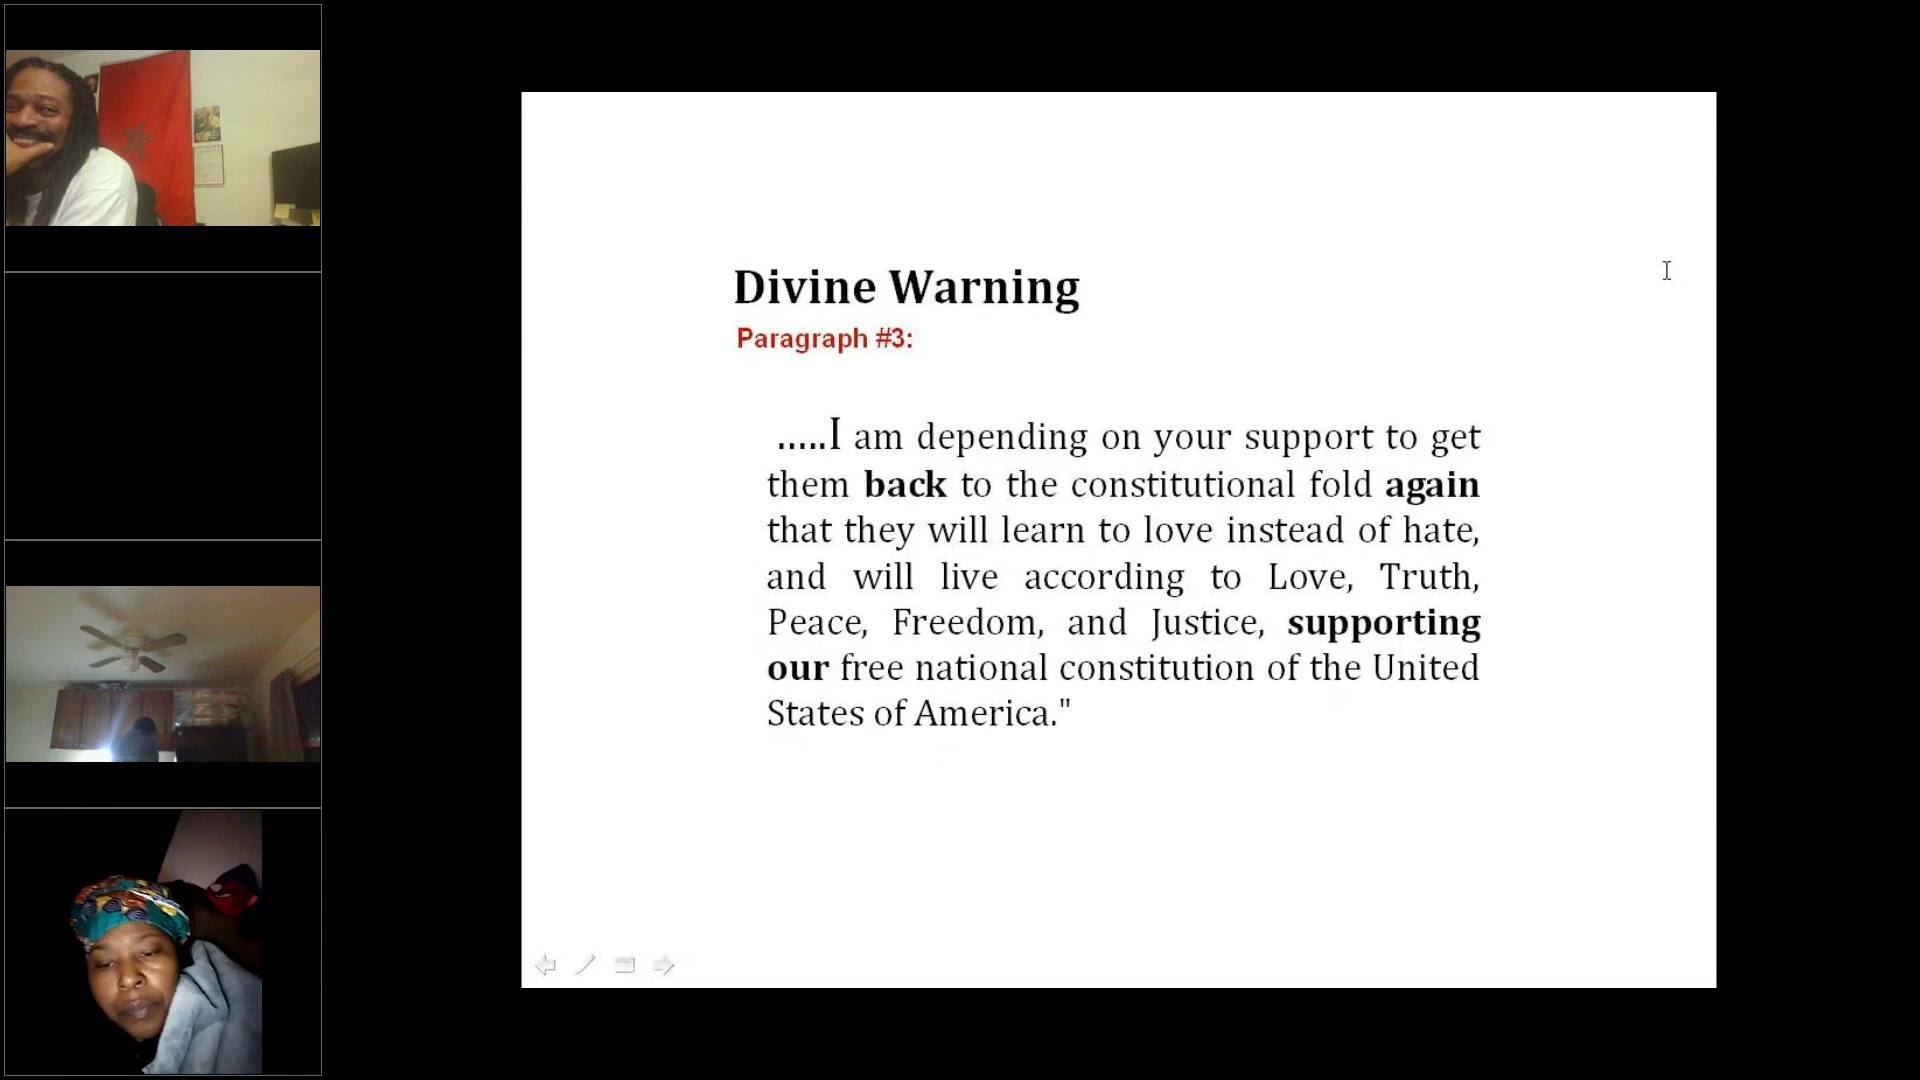 Divine Warning
Paragraph #3:
.....I am depending on your support to get
them back to the constitutional fold again
that they will learn to love instead of hate,
and will live according to Love, Truth,
Peace, Freedom, and Justice, supporting
our free national constitution of the United
States of America."